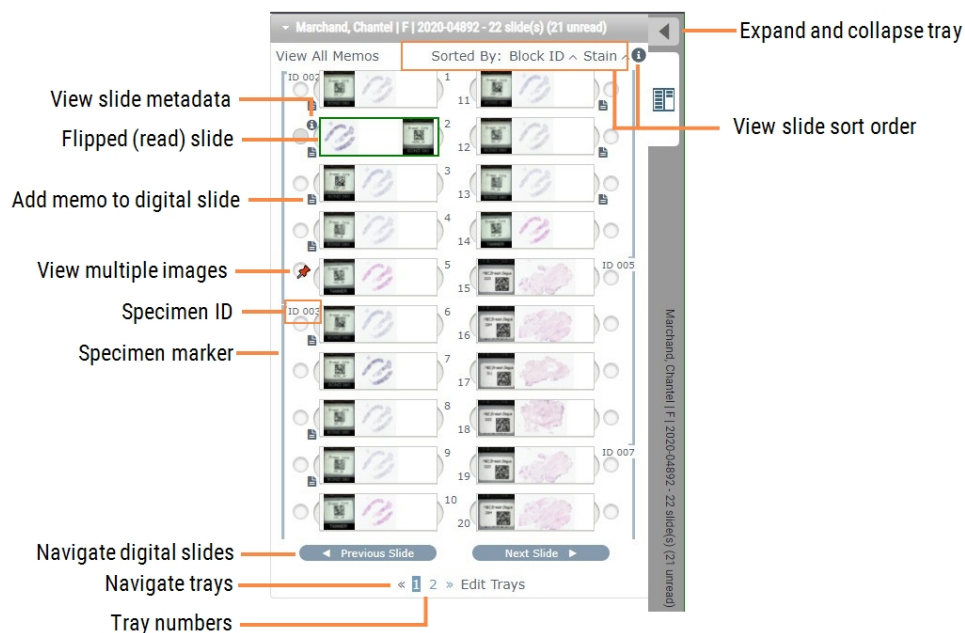 Marchand, Chantel | F | 2020-04892 - 22 slide(s) (21 unread)
Expand and collapse tray
View All Memos
Sorted By: Block ID ^ Stain ^
ID 002
1
11
View slide metadata
Flipped (read) slide
2
12
View slide sort order
Add memo to digital slide
3
13
4
14
View multiple images
5
15
ID 005
Specimen ID
ID 003
6
16
Specimen marker
7
17
8
18
9
19
ID 007
10
20
Marchand, Chantel | F | 2020-04892 - 22 slide(s) (21 unread)
Navigate digital slides
◄ Previous Slide
Next Slide ►
Navigate trays
« 1 2 » Edit Trays
Tray numbers